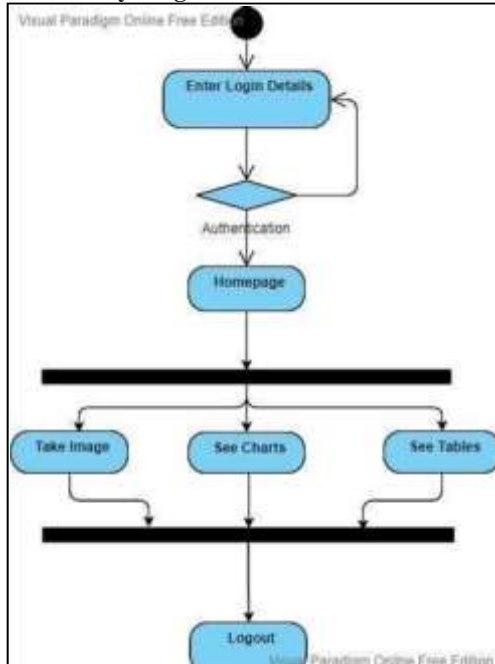 Visual Paradigm Online Free Edition
Enter Login Details
Authentication
Homepage
Take Image
See Charts
See Tables
Logout
Visual Paradigm Online Free Edition